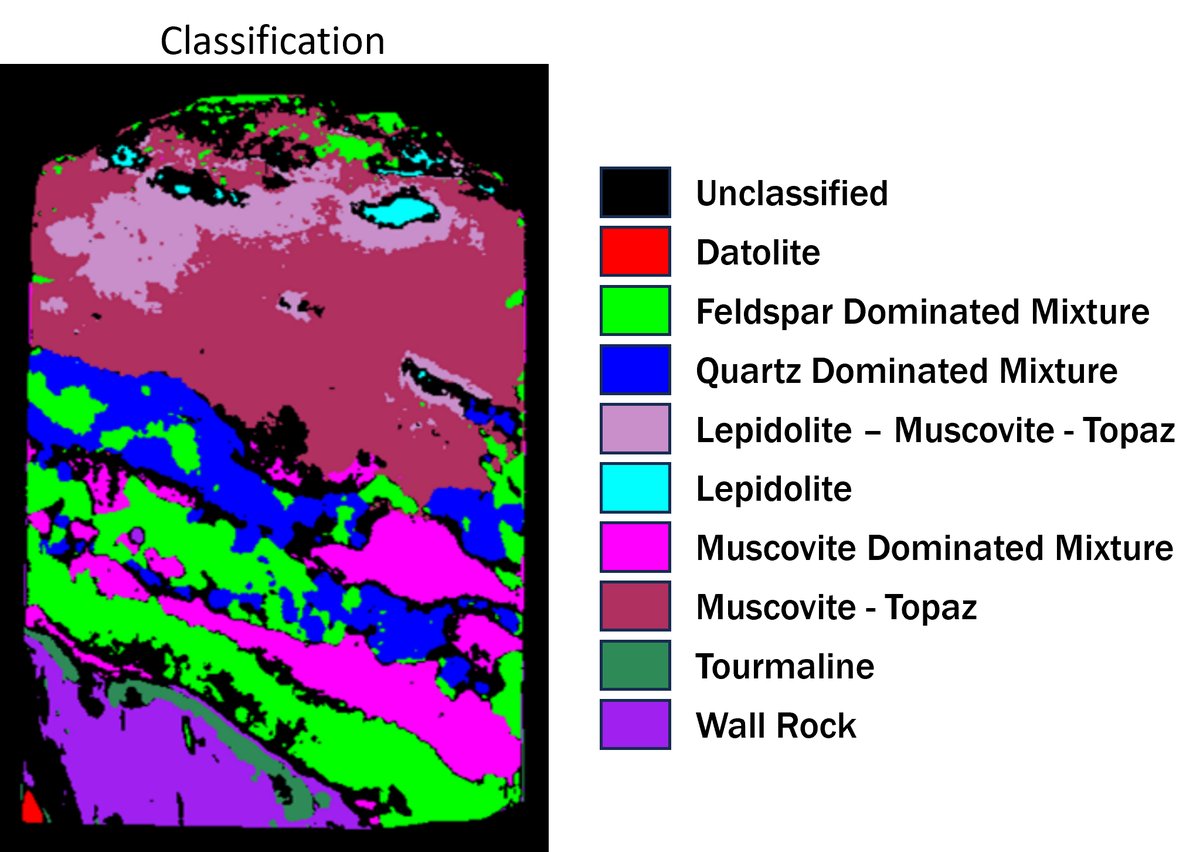 Classification
Unclassified
Datolite
Feldspar Dominated Mixture
Quartz Dominated Mixture
Lepidolite – Muscovite - Topaz
Lepidolite
Muscovite Dominated Mixture
Muscovite - Topaz
Tourmaline
Wall Rock